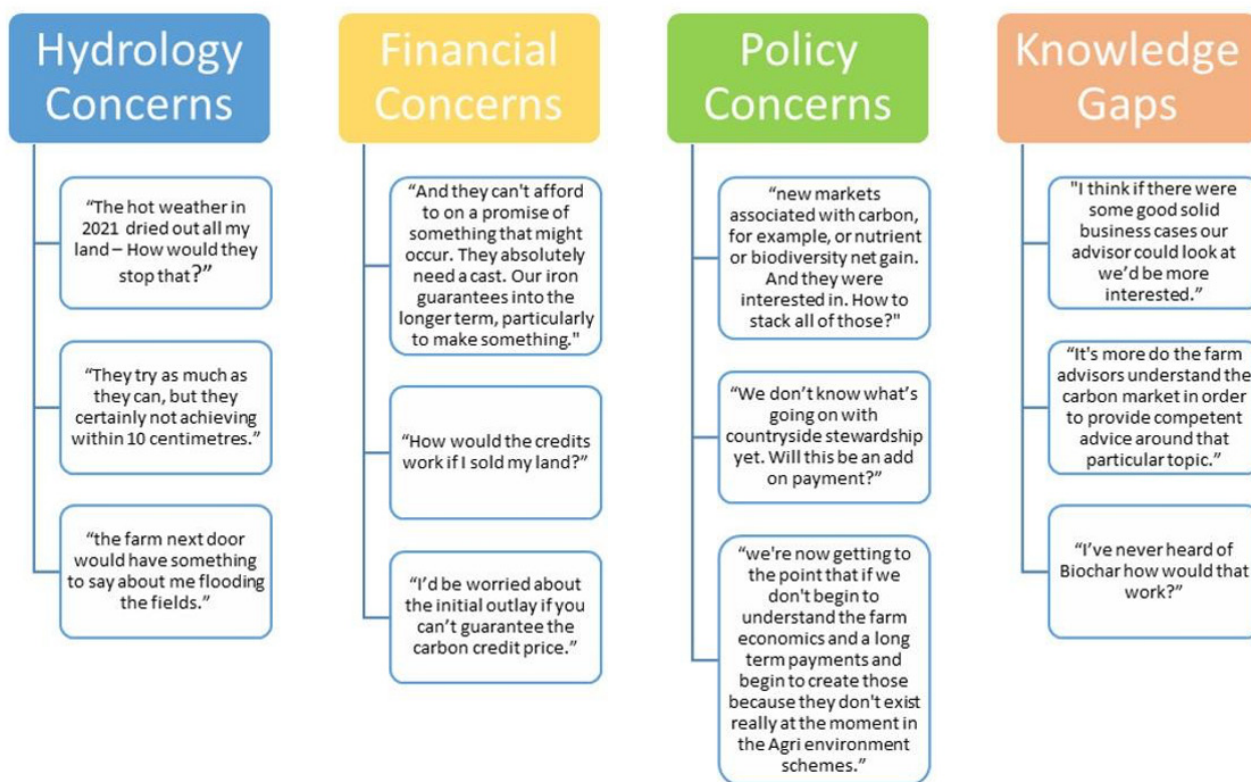 Hydrology
Concerns
“The hot weather in
2021 dried out all my
land – How would they
stop that?”
“They try as much as
they can, but they
certainly not achieving
within 10 centimetres.”
“the farm next door
would have something
to say about me flooding
the fields.”
Financial
Concerns
“And they can't afford
to on a promise of
something that might
occur. They absolutely
need a cast. Our iron
guarantees into the
longer term, particularly
to make something."
“How would the credits
work if I sold my land?”
“I’d be worried about
the initial outlay if you
can’t guarantee the
carbon credit price.”
Policy
Concerns
“new markets
associated with carbon,
for example, or nutrient
or biodiversity net gain.
And they were
interested in. How to
stack all of those?"
“We don’t know what’s
going on with
countryside stewardship
yet. Will this be an add
on payment?”
“we're now getting to
the point that if we
don't begin to
understand the farm
economics and a long
term payments and
begin to create those
because they don't exist
really at the moment in
the Agri environment
schemes.”
Knowledge
Gaps
"I think if there were
some good solid
business cases our
advisor could look at
we’d be more
interested.”
“It's more do the farm
advisors understand the
carbon market in order
to provide competent
advice around that
particular topic.”
“I’ve never heard of
Biochar how would that
work?”